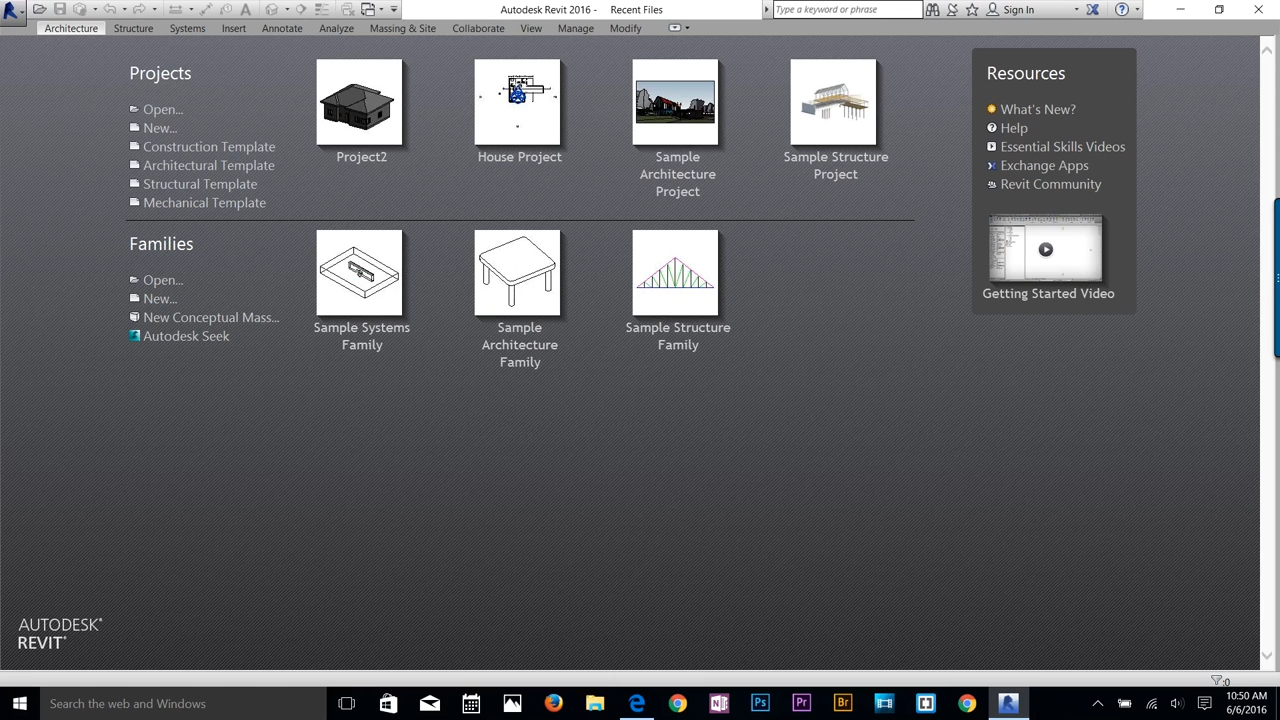 Autodesk Revit 2016 - Recent Files
Type a keyword or phrase
Sign In
Architecture Structure Systems Insert Annotate Analyze Massing & Site Collaborate View Manage Modify
Projects
Open...
New...
Construction Template
Architectural Template
Structural Template
Mechanical Template
Project2
House Project
Sample
Architecture
Project
Sample Structure
Project
Families
Open...
New...
New Conceptual Mass...
Autodesk Seek
Sample Systems
Family
Sample
Architecture
Family
Sample Structure
Family
Resources
What's New?
Help
Essential Skills Videos
Exchange Apps
Revit Community
Getting Started Video
AUTODESK®
REVIT®
:0
Search the web and Windows
Ps
Pr
Br
10:50 AM
6/6/2016